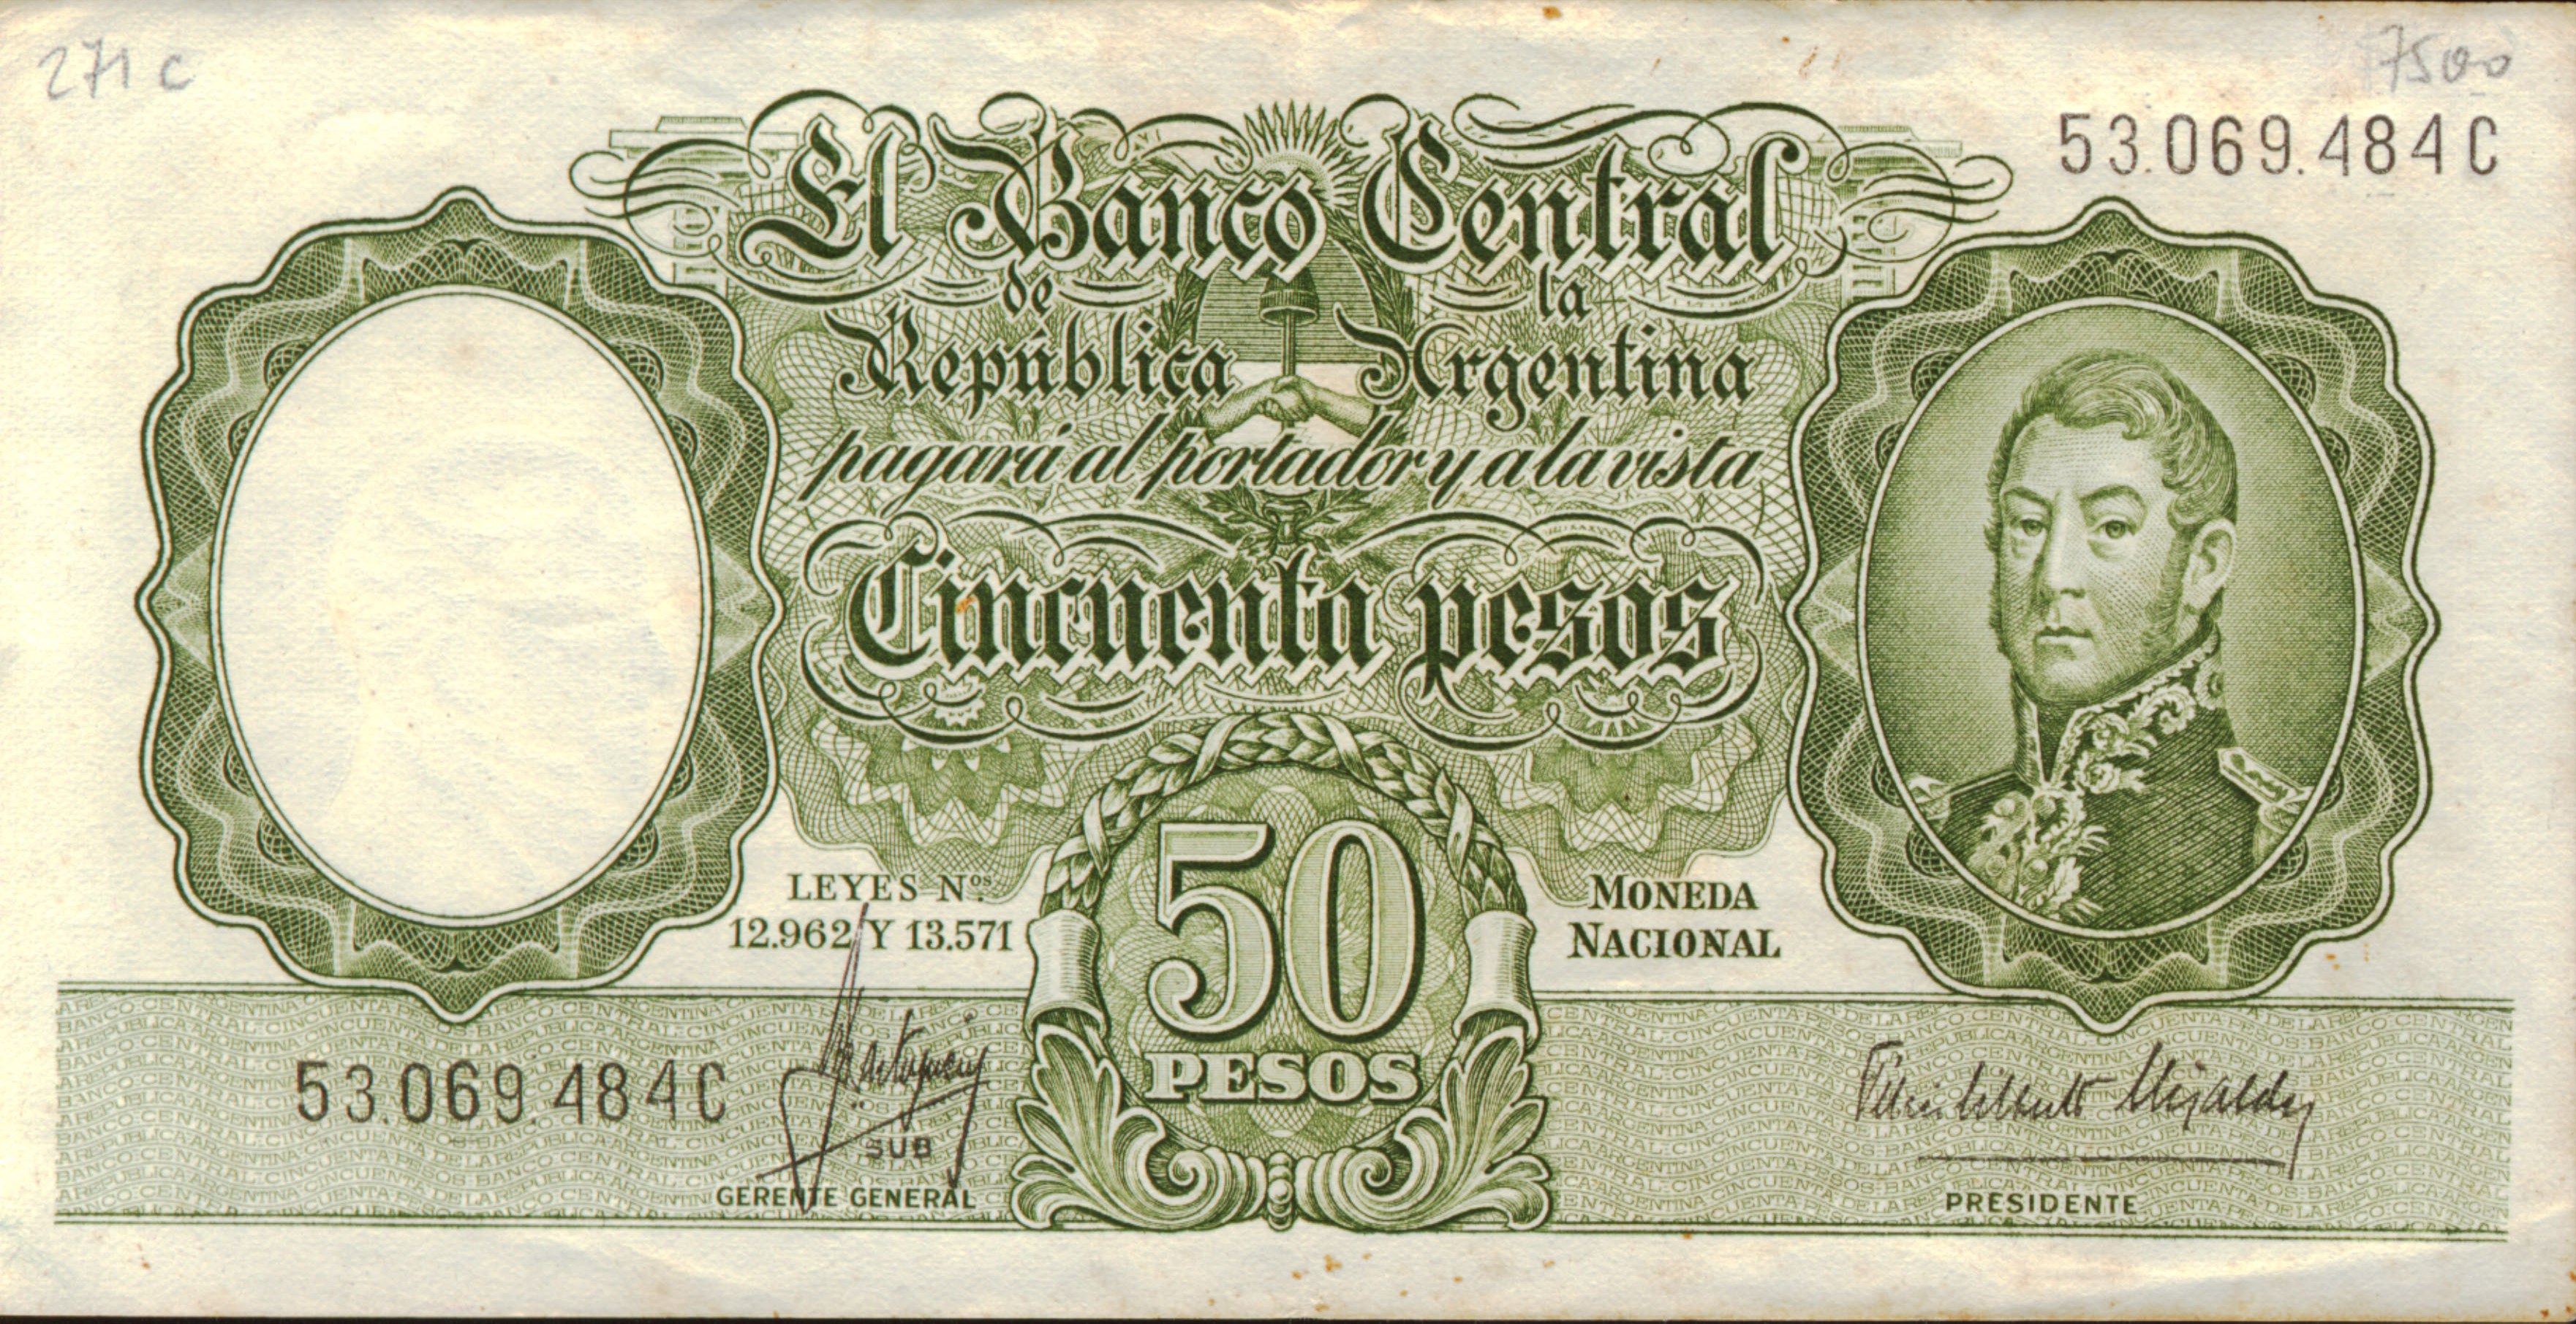 271 C
7500
53.069.484C
El Banco Central
de la
República Argentina
pagará al portador y a la vista
Cincuenta pesos
LEYES Nos.
12.962 Y 13.571
MONEDA
NACIONAL
50
PESOS
53.069.484C
SUB
GERENTE GENERAL
PRESIDENTE